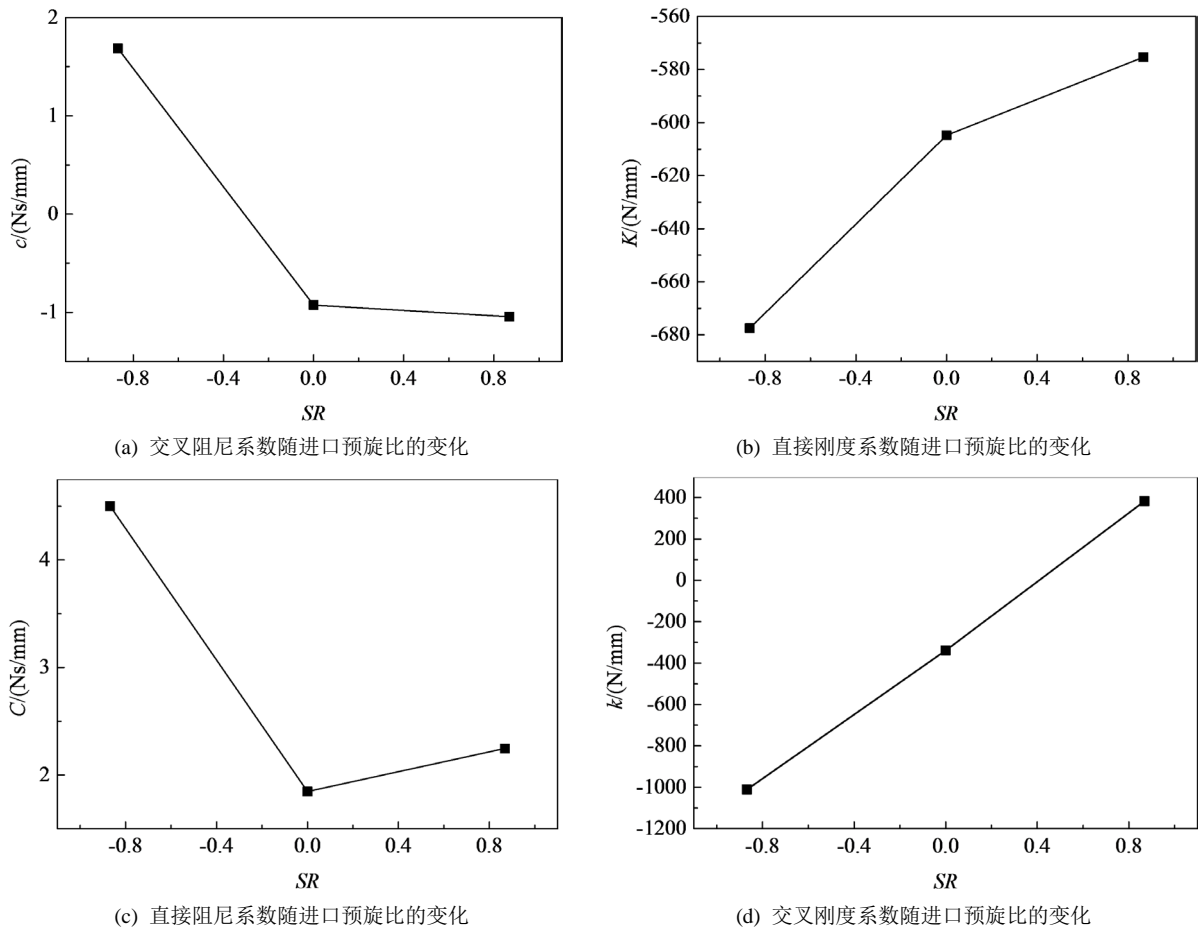 2
1
0
-1
c/(Ns/mm)
-0.8 -0.4 0.0 0.4 0.8
SR
(a) 交叉阻尼系数随进口预旋比的变化
-560
-580
-600
-620
-640
-660
-680
K/(N/mm)
-0.8 -0.4 0.0 0.4 0.8
SR
(b) 直接刚度系数随进口预旋比的变化
4
3
2
C/(Ns/mm)
-0.8 -0.4 0.0 0.4 0.8
SR
(c) 直接阻尼系数随进口预旋比的变化
400
200
0
-200
-400
-600
-800
-1000
-1200
k/(N/mm)
-0.8 -0.4 0.0 0.4 0.8
SR
(d) 交叉刚度系数随进口预旋比的变化